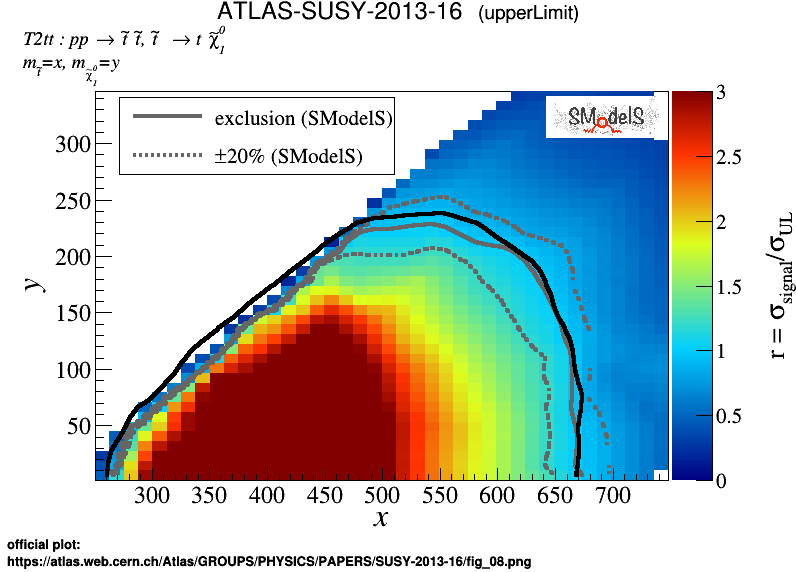 ATLAS-SUSY-2013-16 (upperLimit)
T2tt : pp → t̃ t̃, t̃ → t χ̃₁⁰
m_t̃=x, m_χ̃₁⁰=y
exclusion (SModelS)
±20% (SModelS)
SModelS
y
300
250
200
150
100
50
300 350 400 450 500 550 600 650 700
x
3
2.5
2
1.5
1
0.5
0
r = σ_signal/σ_UL
official plot:
https://atlas.web.cern.ch/Atlas/GROUPS/PHYSICS/PAPERS/SUSY-2013-16/fig_08.png